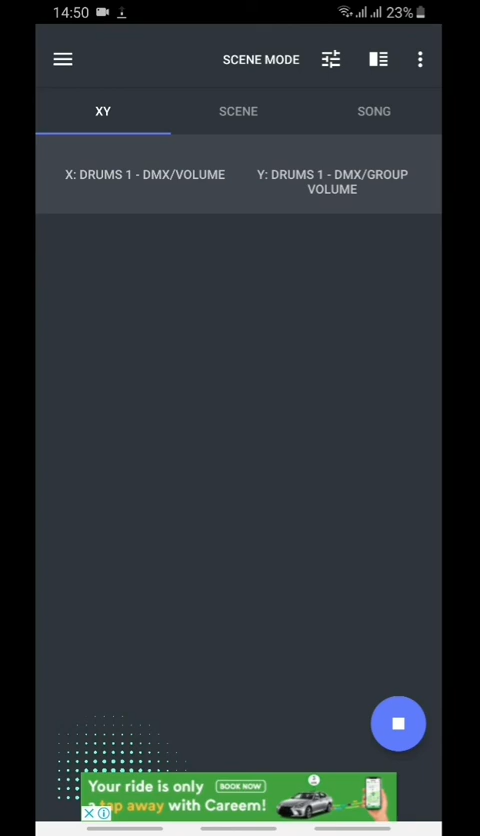 14:50
23%
SCENE MODE
XY
SCENE
SONG
X: DRUMS 1 - DMX/VOLUME
Y: DRUMS 1 - DMX/GROUP
VOLUME
Your ride is only
BOOK NOW
a tap away with Careem!